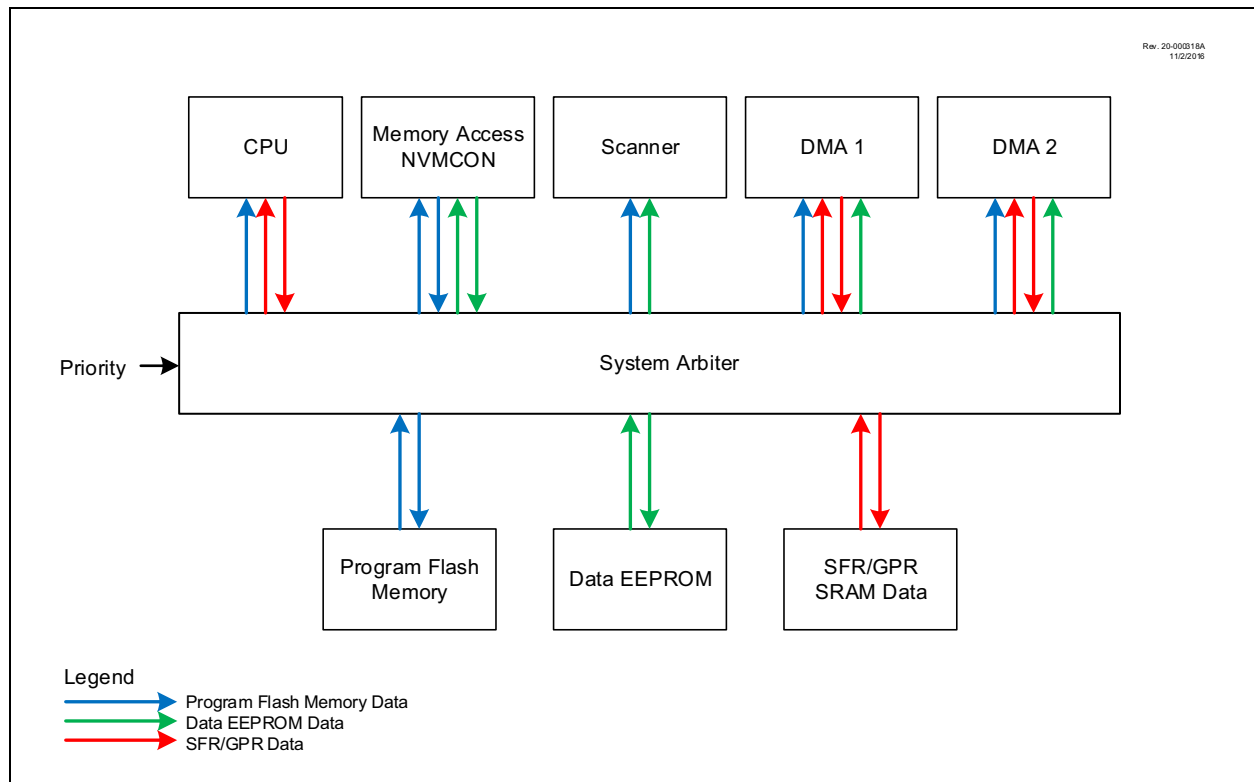 Rev. 20-000318A
11/2/2016
CPU
Memory Access
NVMCON
Scanner
DMA 1
DMA 2
Priority
System Arbiter
Program Flash
Memory
Data EEPROM
SFR/GPR
SRAM Data
Legend
Program Flash Memory Data
Data EEPROM Data
SFR/GPR Data